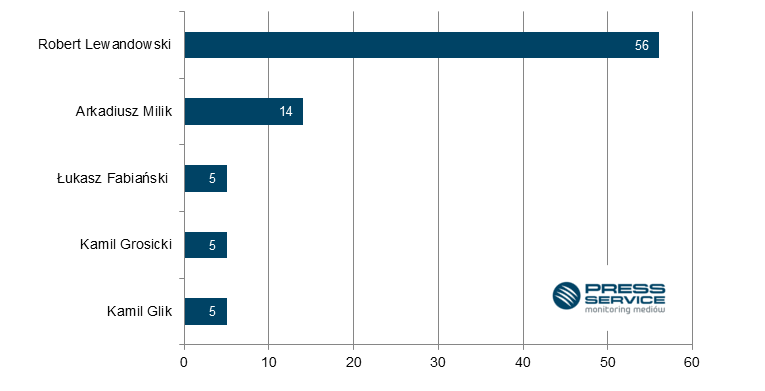 Robert Lewandowski
56
Arkadiusz Milik
14
Łukasz Fabiański
5
Kamil Grosicki
5
Kamil Glik
5
PRESS
SERVICE
monitoring mediów
0 10 20 30 40 50 60